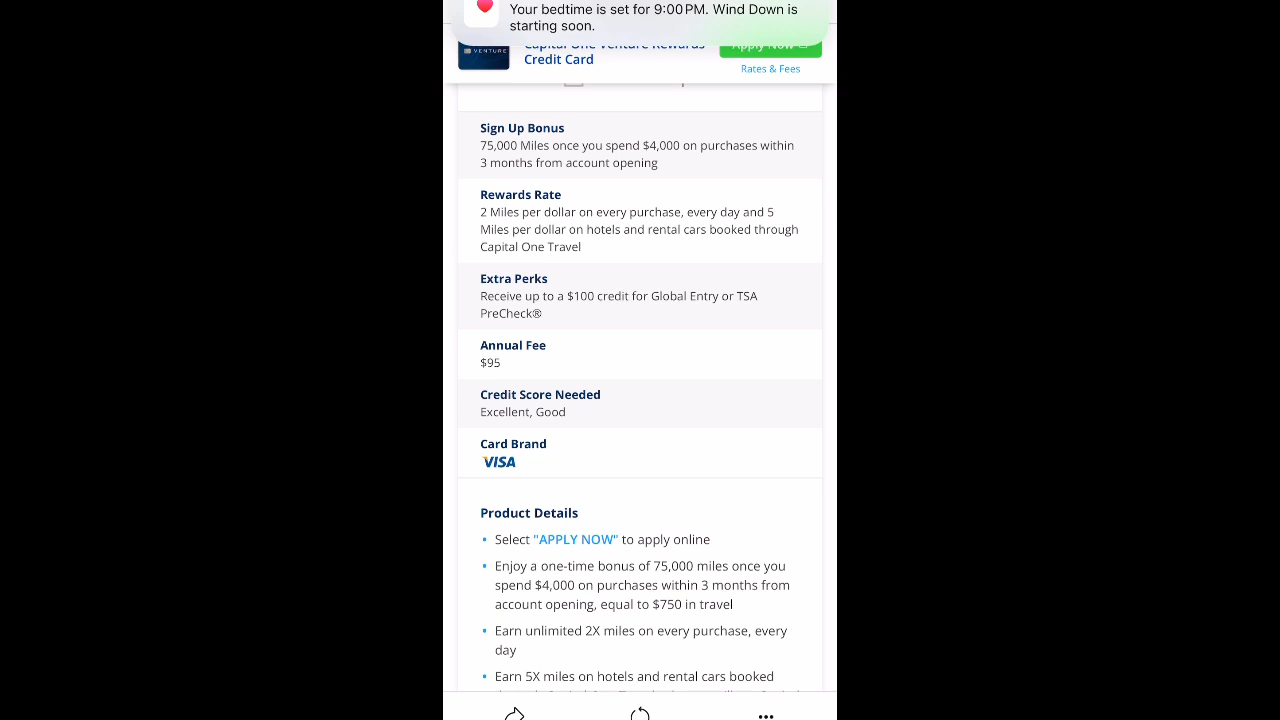 Your bedtime is set for 9:00 PM. Wind Down is
starting soon.
VENTURE
Capital One Venture Rewards
Credit Card
Apply Now
Rates & Fees
Sign Up Bonus
75,000 Miles once you spend $4,000 on purchases within
3 months from account opening
Rewards Rate
2 Miles per dollar on every purchase, every day and 5
Miles per dollar on hotels and rental cars booked through
Capital One Travel
Extra Perks
Receive up to a $100 credit for Global Entry or TSA
PreCheck®
Annual Fee
$95
Credit Score Needed
Excellent, Good
Card Brand
VISA
Product Details
• Select "APPLY NOW" to apply online
• Enjoy a one-time bonus of 75,000 miles once you
spend $4,000 on purchases within 3 months from
account opening, equal to $750 in travel
• Earn unlimited 2X miles on every purchase, every
day
• Earn 5X miles on hotels and rental cars booked